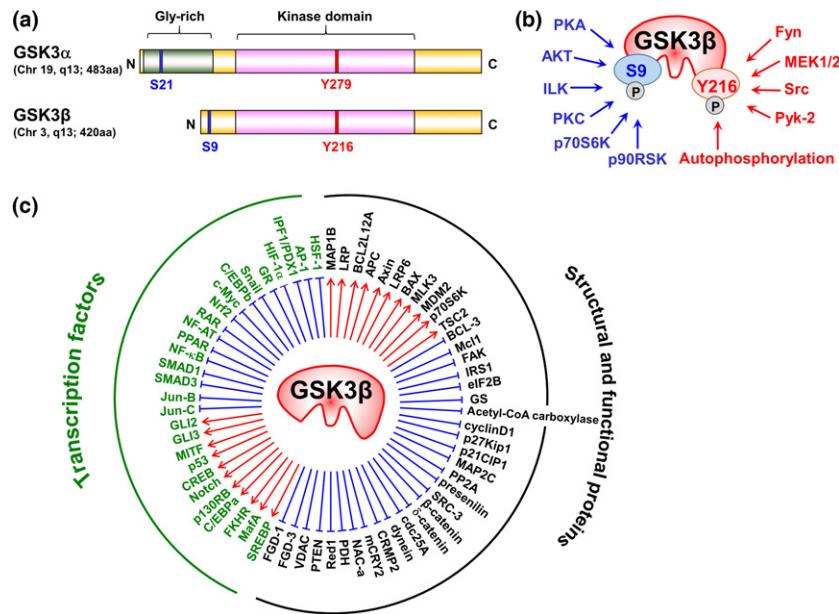 (a)
Gly-rich
Kinase domain
GSK3α
(Chr 19, q13; 483aa)
N
C
S21
Y279
GSK3β
(Chr 3, q13; 420aa)
N
C
S9
Y216
(b)
PKA
AKT
ILK
PKC
p70S6K
p90RSK
GSK3β
S9
P
Y216
P
Fyn
MEK1/2
Src
Pyk-2
Autophosphorylation
(c)
Transcription factors
Structural and functional proteins
GSK3β
MAP1B
LRP
BCL2L12A
APC
Axin
LRP6
BAX
MLK3
MDM2
p70S6K
TSC2
BCL-3
Mcl1
FAK
IRS1
eIF2B
GS
Acetyl-CoA carboxylase
cyclinD1
p27Kip1
p21CIP1
MAP2C
PP2A
presenilin
SRC-3
β-catenin
δ-catenin
cdc25A
dynein
CRMP2
mCRY2
NAC-a
PDH
Red1
PTEN
VDAC
FGD-3
FGD-1
SREBP
MafA
FKHR
C/EBPa
p130RB
Notch
CREB
p53
MITF
GLI3
GLI2
Jun-C
Jun-B
SMAD3
SMAD1
NF-κB
PPAR
NF-AT
RAR
Nrf2
c-Myc
C/EBPb
Snail
GR
HIF-1α
IPF1/PDX1
AP-1
HSF-1